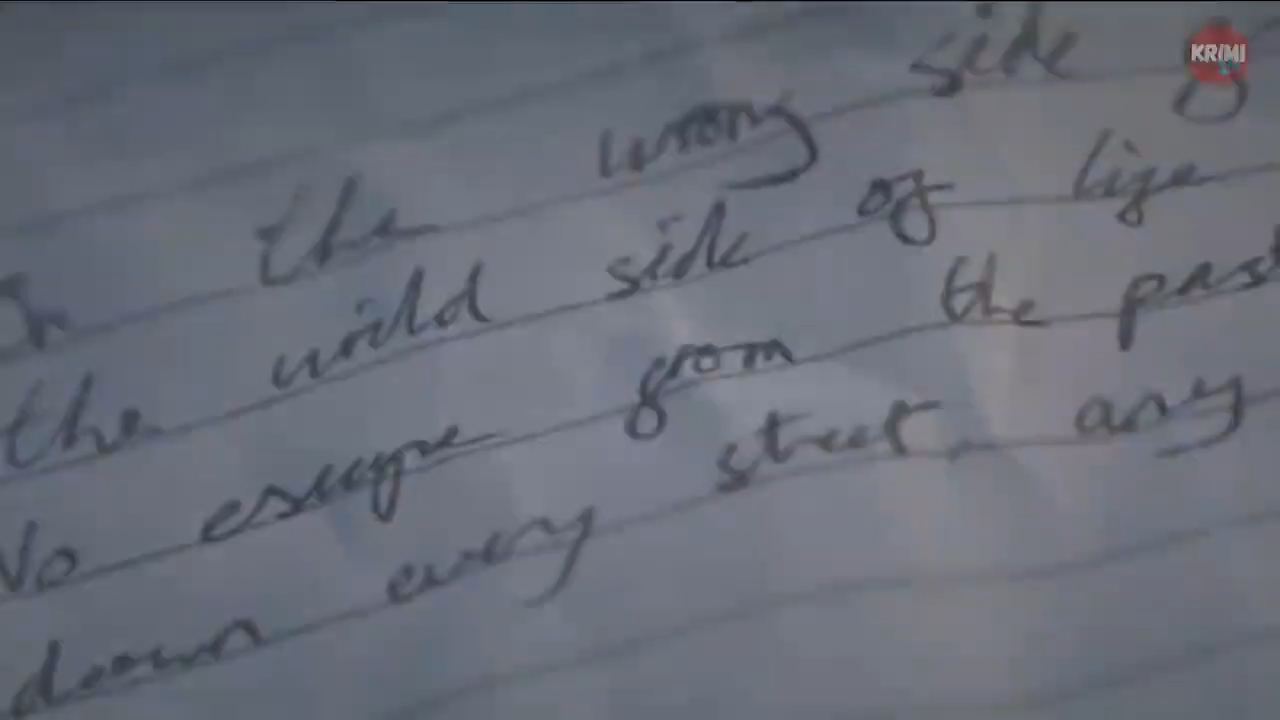 KRIMI
the wrong side
the wild side of life
No escape from the past
down every street, any